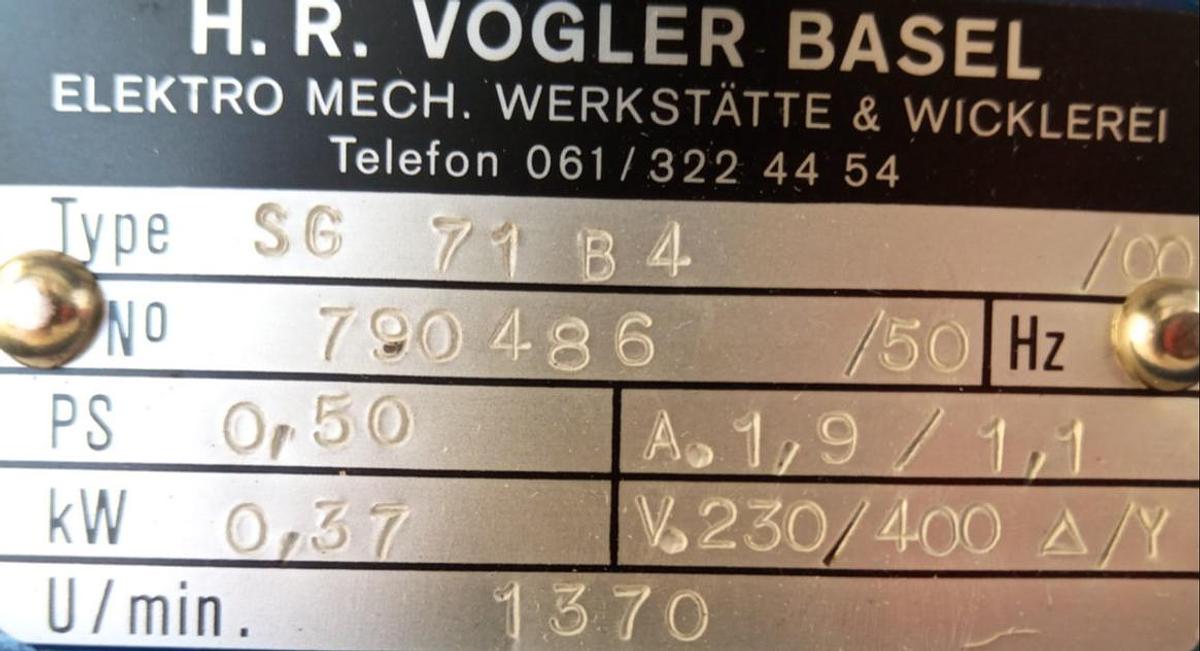 H. R. VOGLER BASEL
ELEKTRO MECH. WERKSTÄTTE & WICKLEREI
Telefon 061/322 44 54
Type SG 71 B4 /∞
No 790486 /50 Hz
PS 0,50 A. 1,9 / 1,1
kW 0,37 V. 230/400 Δ/Y
U/min. 1370